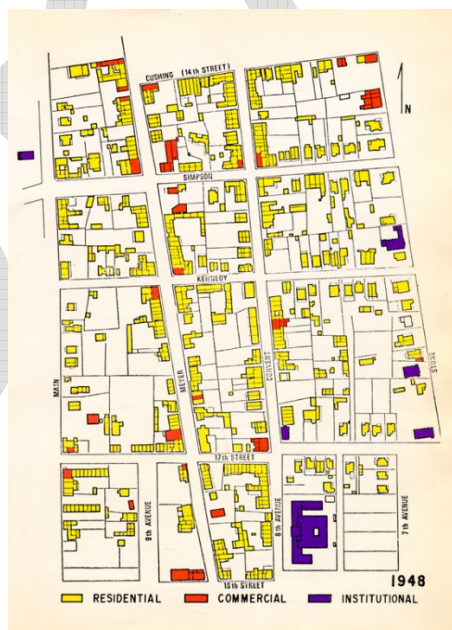 CUSHING (14th STREET)
N
SIMPSON
KENNEDY
MAIN
MEYER
CONVENT
STONE
17th STREET
9th AVENUE
8th AVENUE
7th AVENUE
18th STREET
1948
RESIDENTIAL COMMERCIAL INSTITUTIONAL